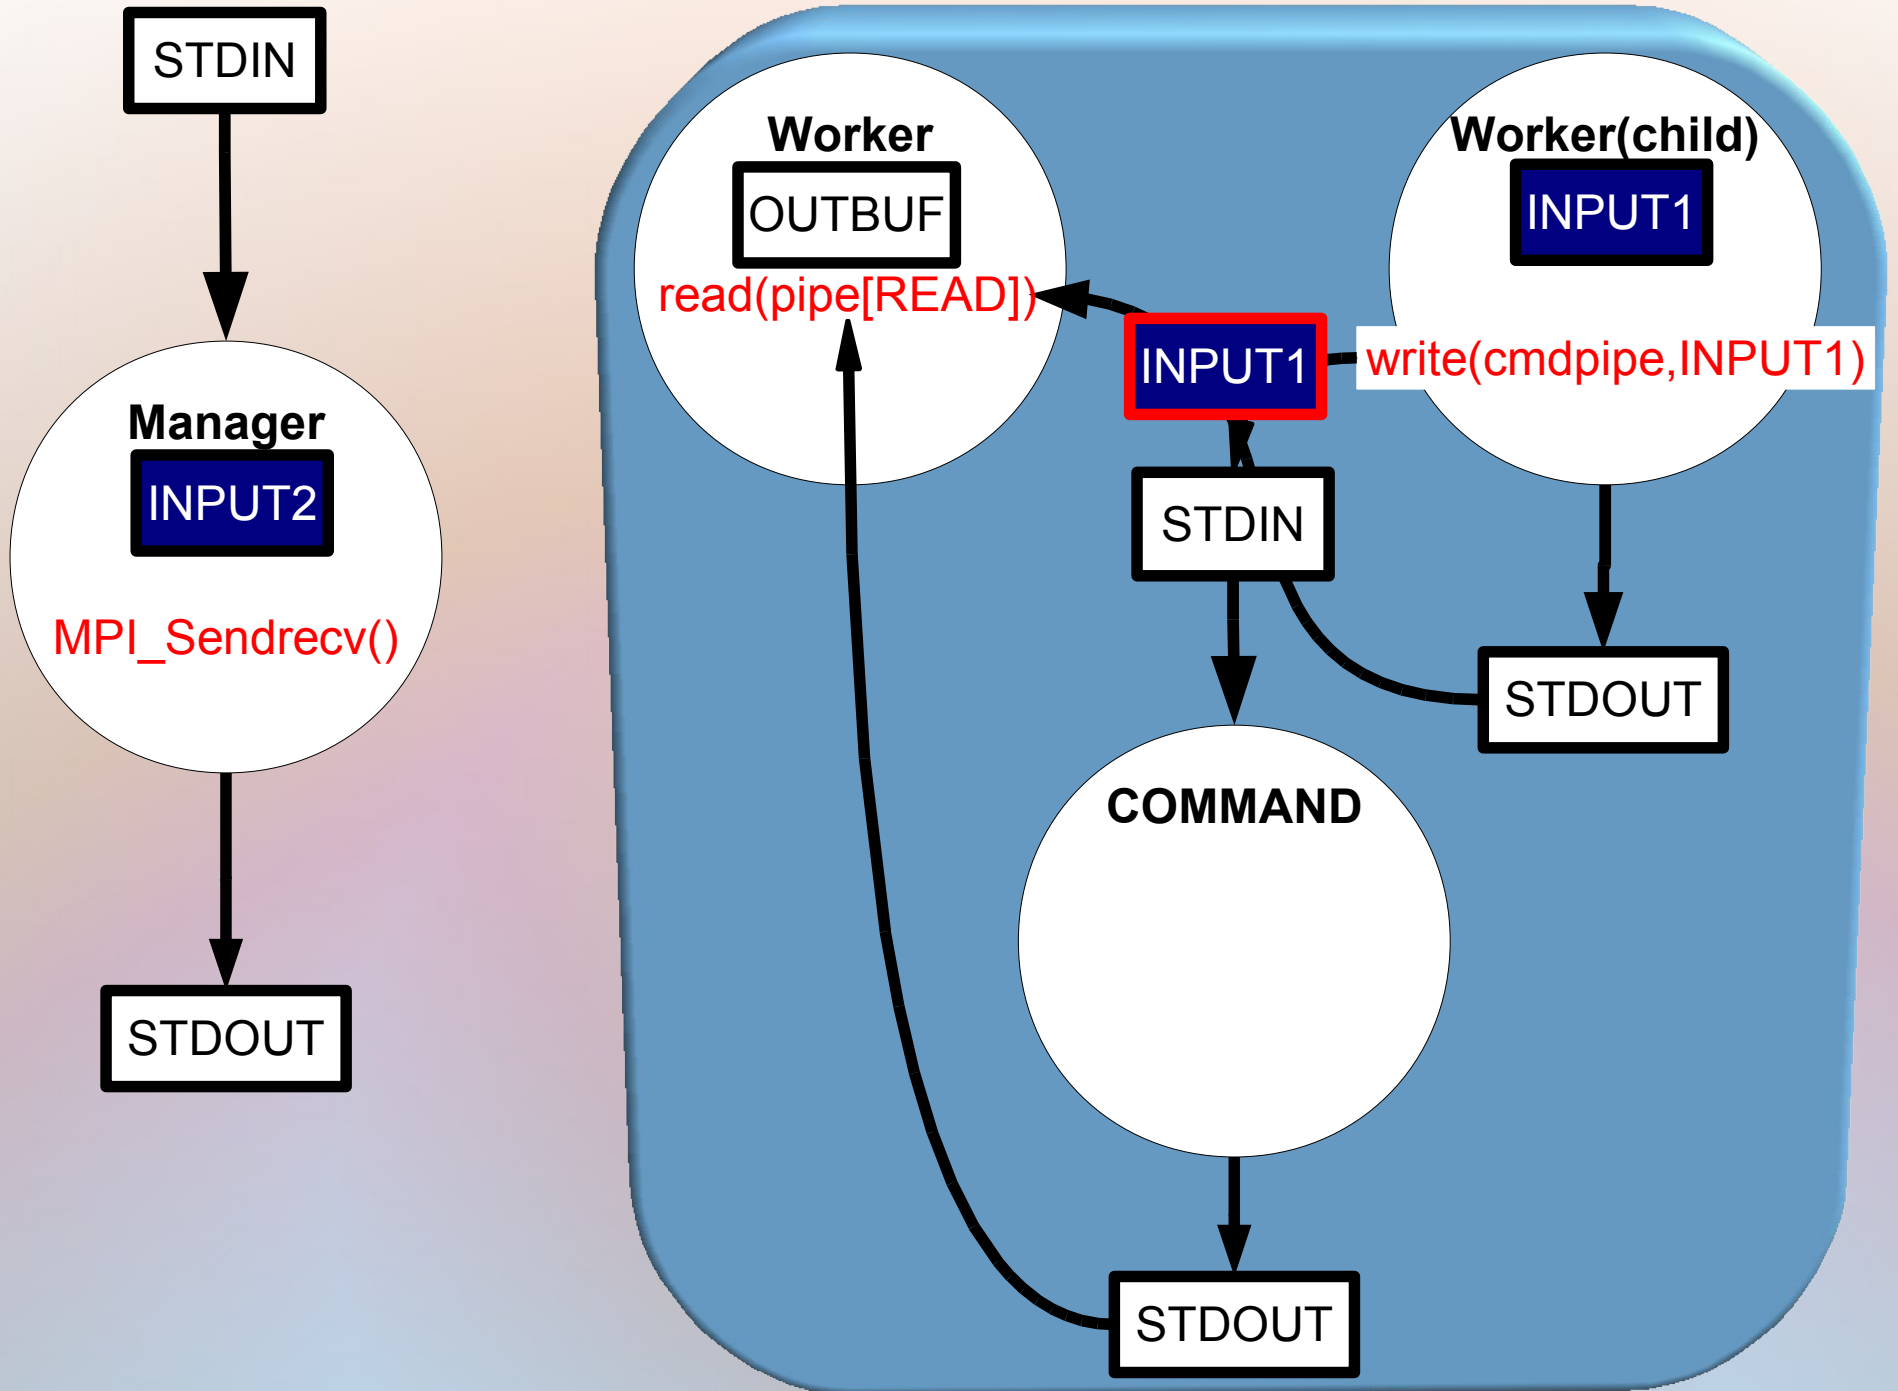 STDIN
Manager
INPUT2
MPI_Sendrecv()
STDOUT
Worker
OUTBUF
read(pipe[READ])
Worker(child)
INPUT1
write(cmdpipe,INPUT1)
INPUT1
STDIN
STDOUT
COMMAND
STDOUT